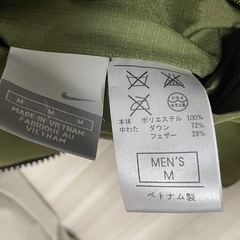 M M M
MADE IN VIETNAM
FABRIQUÉ AU
VIETNAM
本体 ポリエステル 100%
中わた ダウン 72%
フェザー 28%
MEN'S
M
ベトナム製